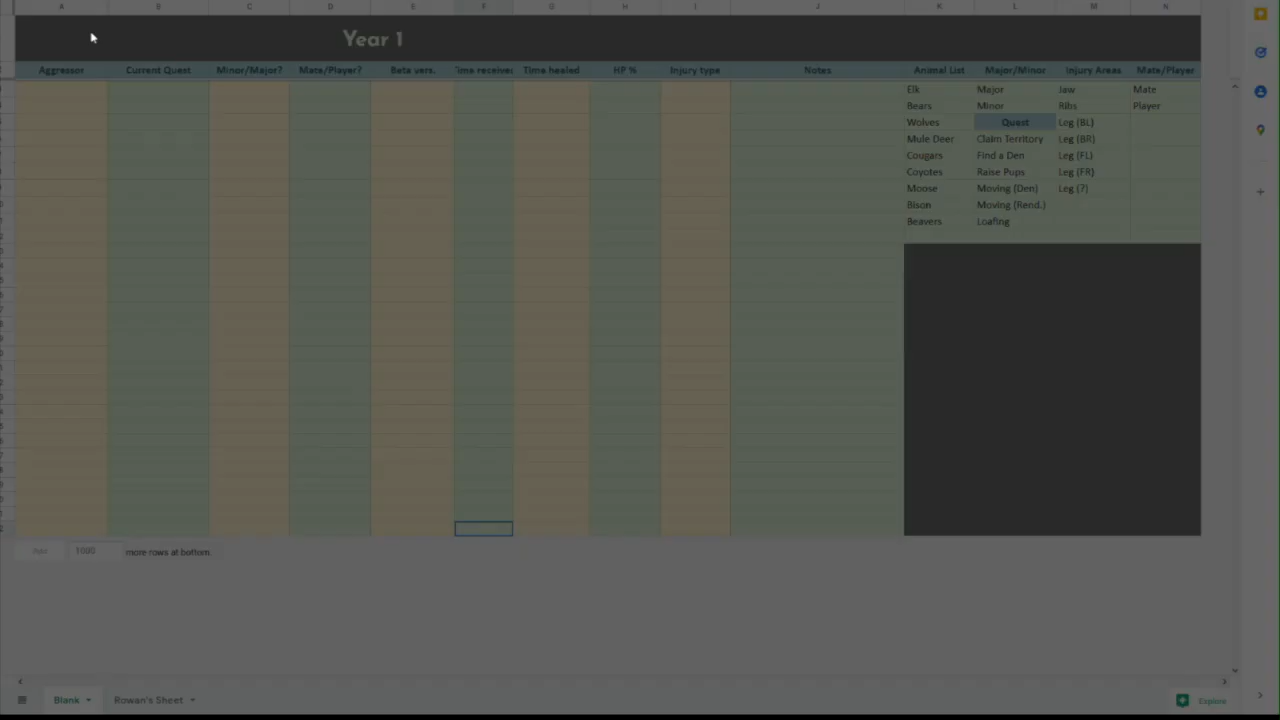 A B C D E F G H I J K L M N
Year 1
Aggressor Current Quest Minor/Major? Mate/Player? Beta vers. Time received Time healed HP % Injury type Notes Animal List Major/Minor Injury Areas Mate/Player
Elk Major Jaw Mate
Bears Minor Ribs Player
Wolves Quest Leg (BL)
Mule Deer Claim Territory Leg (BR)
Cougars Find a Den Leg (FL)
Coyotes Raise Pups Leg (FR)
Moose Moving (Den) Leg (?)
Bison Moving (Rend.)
Beavers Loafing
Add 1000 more rows at bottom.
Blank Rowan's Sheet Explore